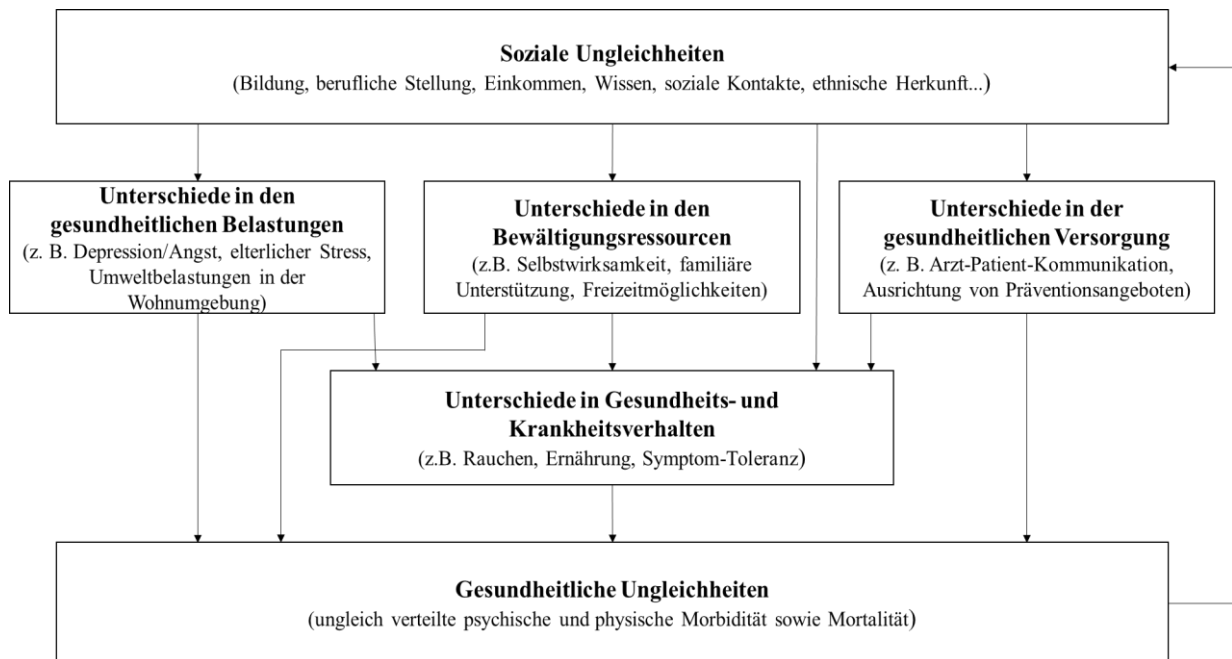 Soziale Ungleichheiten
(Bildung, berufliche Stellung, Einkommen, Wissen, soziale Kontakte, ethnische Herkunft...)
Unterschiede in den
gesundheitlichen Belastungen
(z. B. Depression/Angst, elterlicher Stress,
Umweltbelastungen in der
Wohnumgebung)
Unterschiede in den
Bewältigungsressourcen
(z.B. Selbstwirksamkeit, familiäre
Unterstützung, Freizeitmöglichkeiten)
Unterschiede in der
gesundheitlichen Versorgung
(z. B. Arzt-Patient-Kommunikation,
Ausrichtung von Präventionsangeboten)
Unterschiede in Gesundheits- und
Krankheitsverhalten
(z.B. Rauchen, Ernährung, Symptom-Toleranz)
Gesundheitliche Ungleichheiten
(ungleich verteilte psychische und physische Morbidität sowie Mortalität)